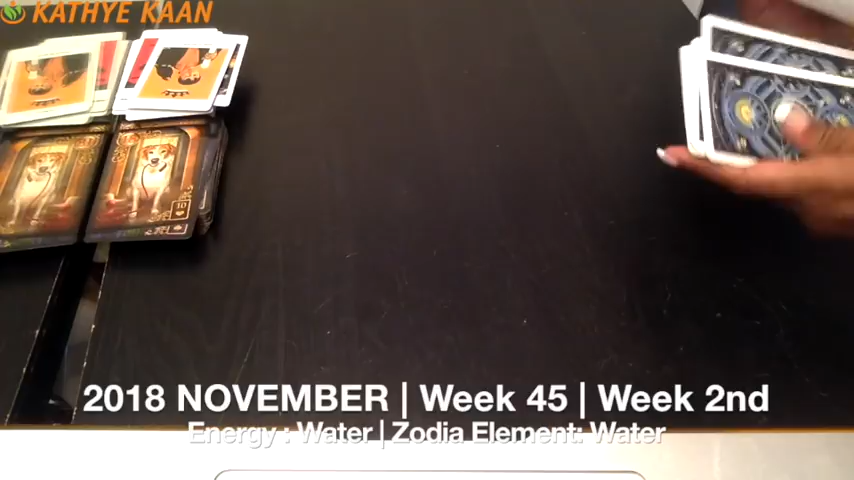 KATHYE KAAN
2018 NOVEMBER | Week 45 | Week 2nd
Energy : Water | Zodia Element: Water